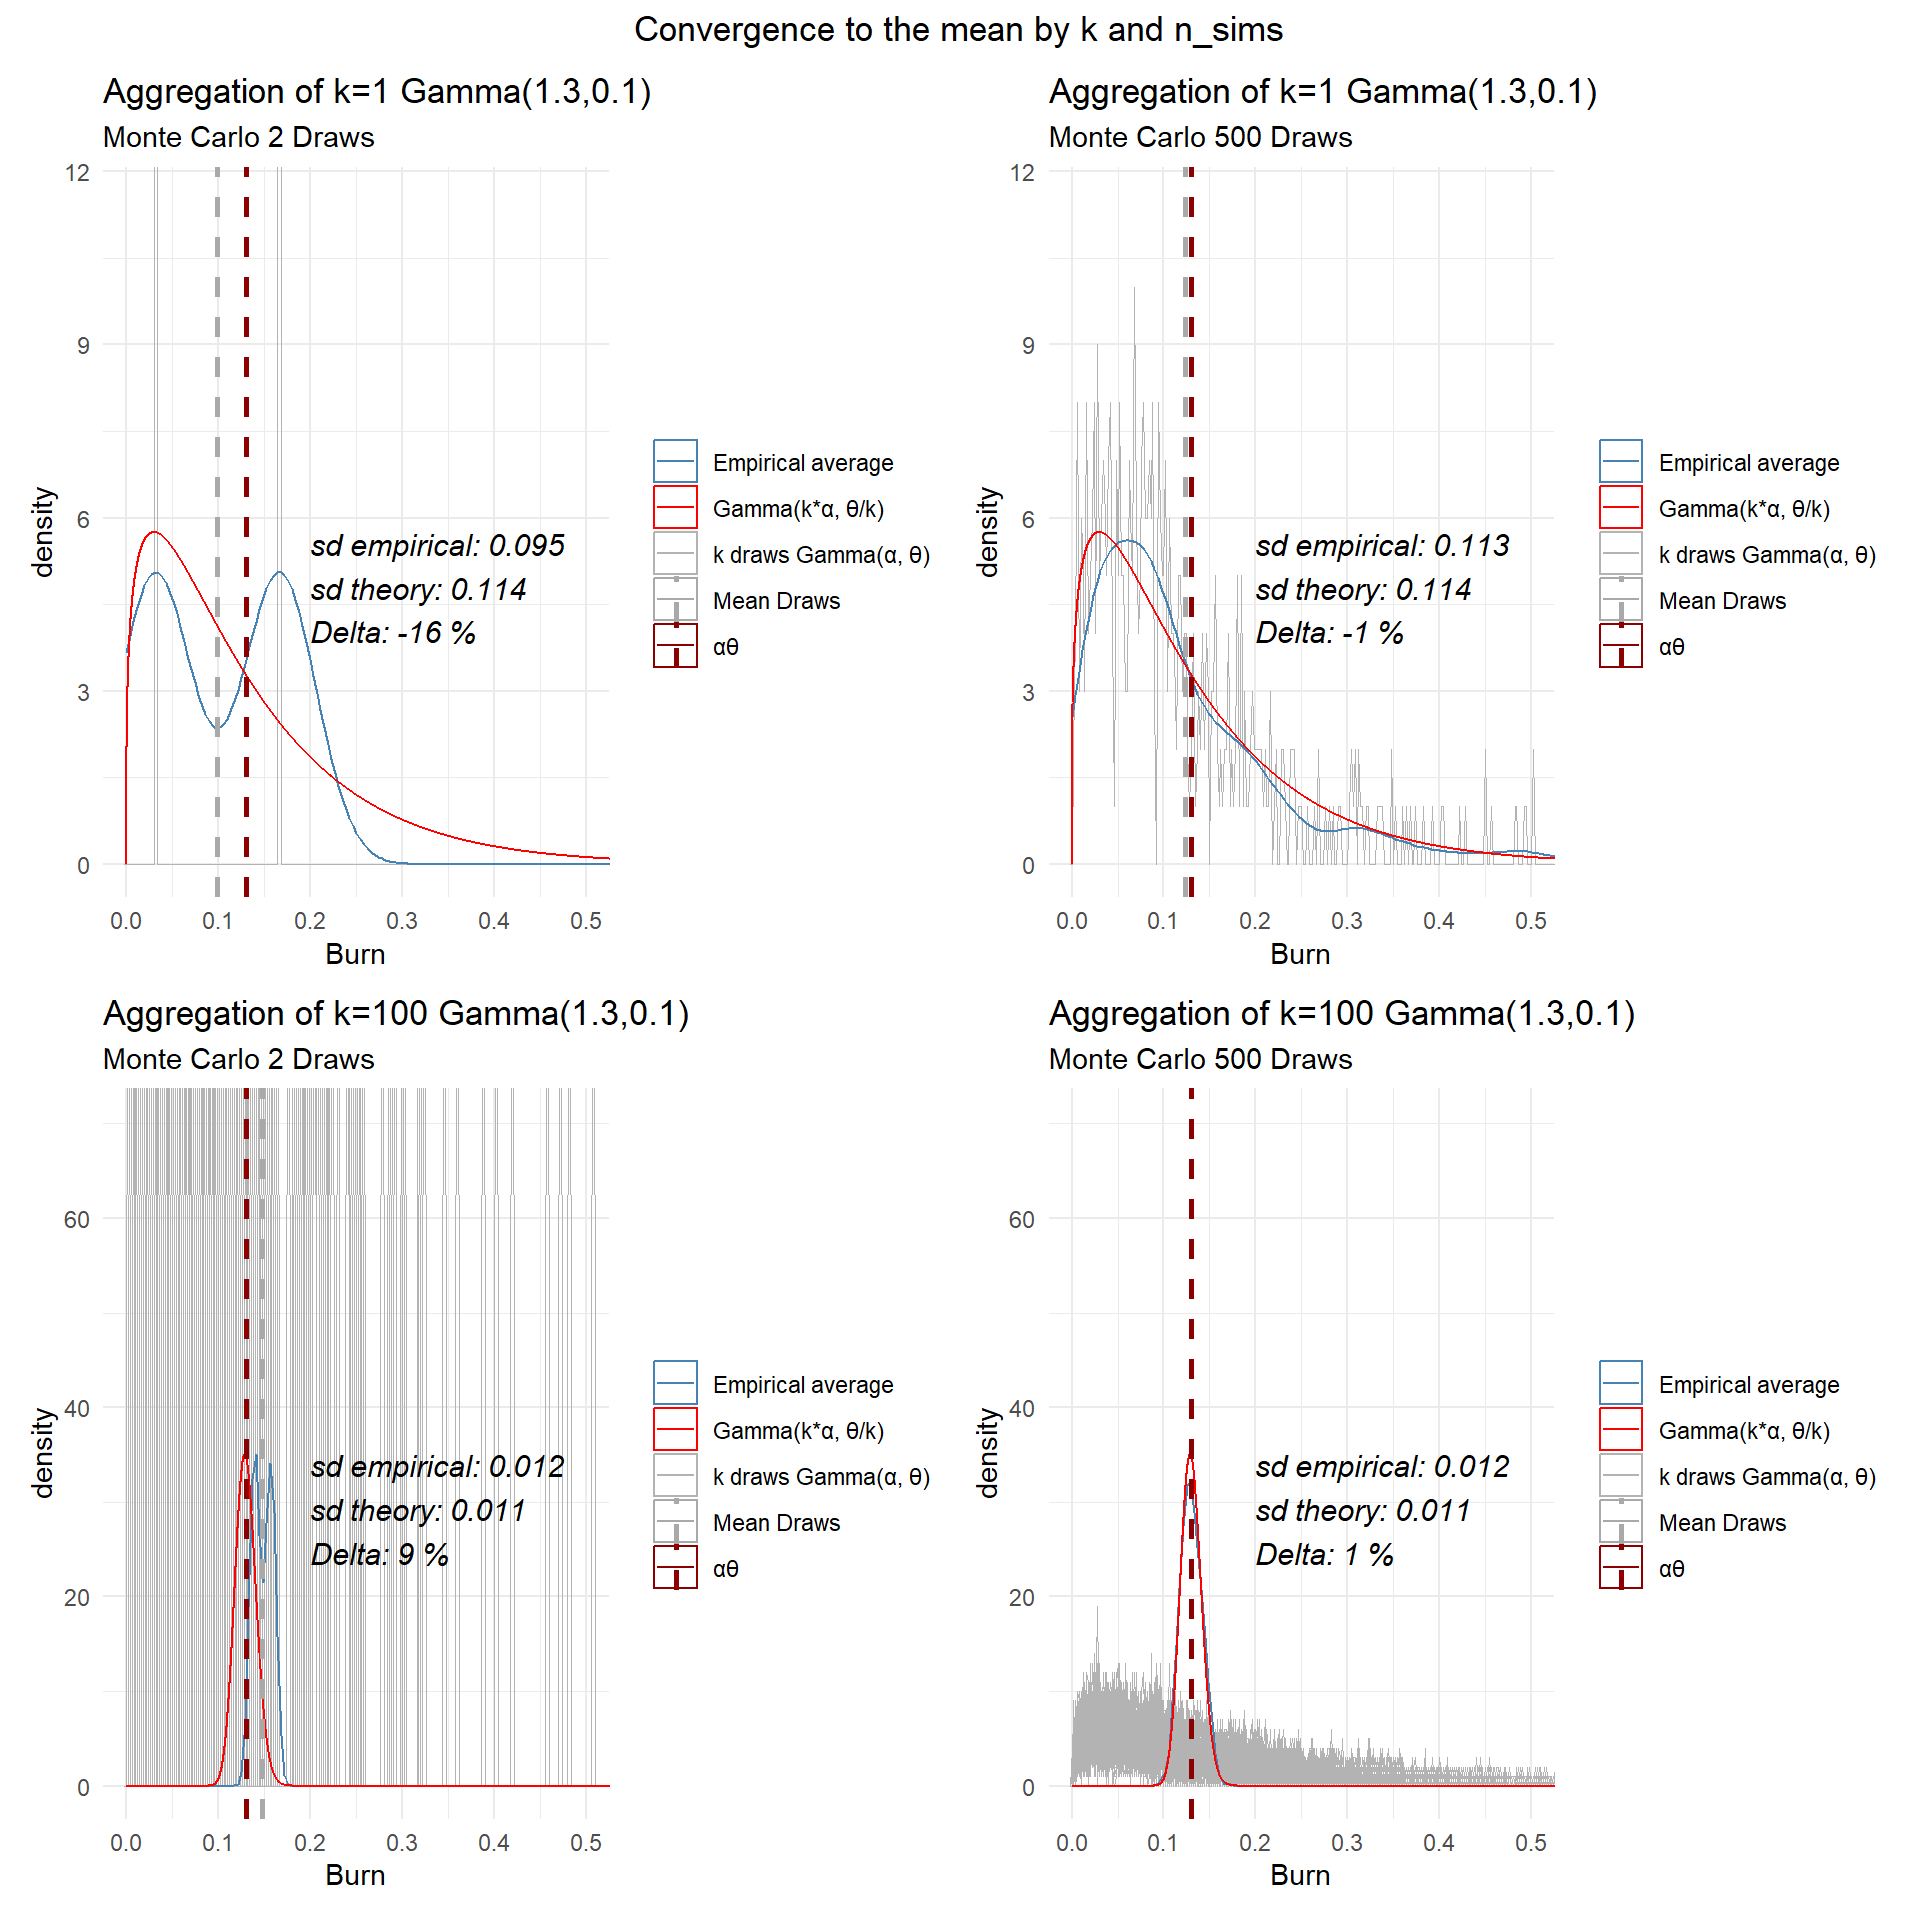 Convergence to the mean by k and n_sims
Aggregation of k=1 Gamma(1.3,0.1)
Monte Carlo 2 Draws
12
9
6
3
0
density
sd empirical: 0.095
sd theory: 0.114
Delta: -16 %
0.0 0.1 0.2 0.3 0.4 0.5
Burn
Empirical average
Gamma(k*α, θ/k)
k draws Gamma(α, θ)
Mean Draws
αθ
Aggregation of k=1 Gamma(1.3,0.1)
Monte Carlo 500 Draws
12
9
6
3
0
density
sd empirical: 0.113
sd theory: 0.114
Delta: -1 %
0.0 0.1 0.2 0.3 0.4 0.5
Burn
Empirical average
Gamma(k*α, θ/k)
k draws Gamma(α, θ)
Mean Draws
αθ
Aggregation of k=100 Gamma(1.3,0.1)
Monte Carlo 2 Draws
60
40
20
0
density
sd empirical: 0.012
sd theory: 0.011
Delta: 9 %
0.0 0.1 0.2 0.3 0.4 0.5
Burn
Empirical average
Gamma(k*α, θ/k)
k draws Gamma(α, θ)
Mean Draws
αθ
Aggregation of k=100 Gamma(1.3,0.1)
Monte Carlo 500 Draws
60
40
20
0
density
sd empirical: 0.012
sd theory: 0.011
Delta: 1 %
0.0 0.1 0.2 0.3 0.4 0.5
Burn
Empirical average
Gamma(k*α, θ/k)
k draws Gamma(α, θ)
Mean Draws
αθ